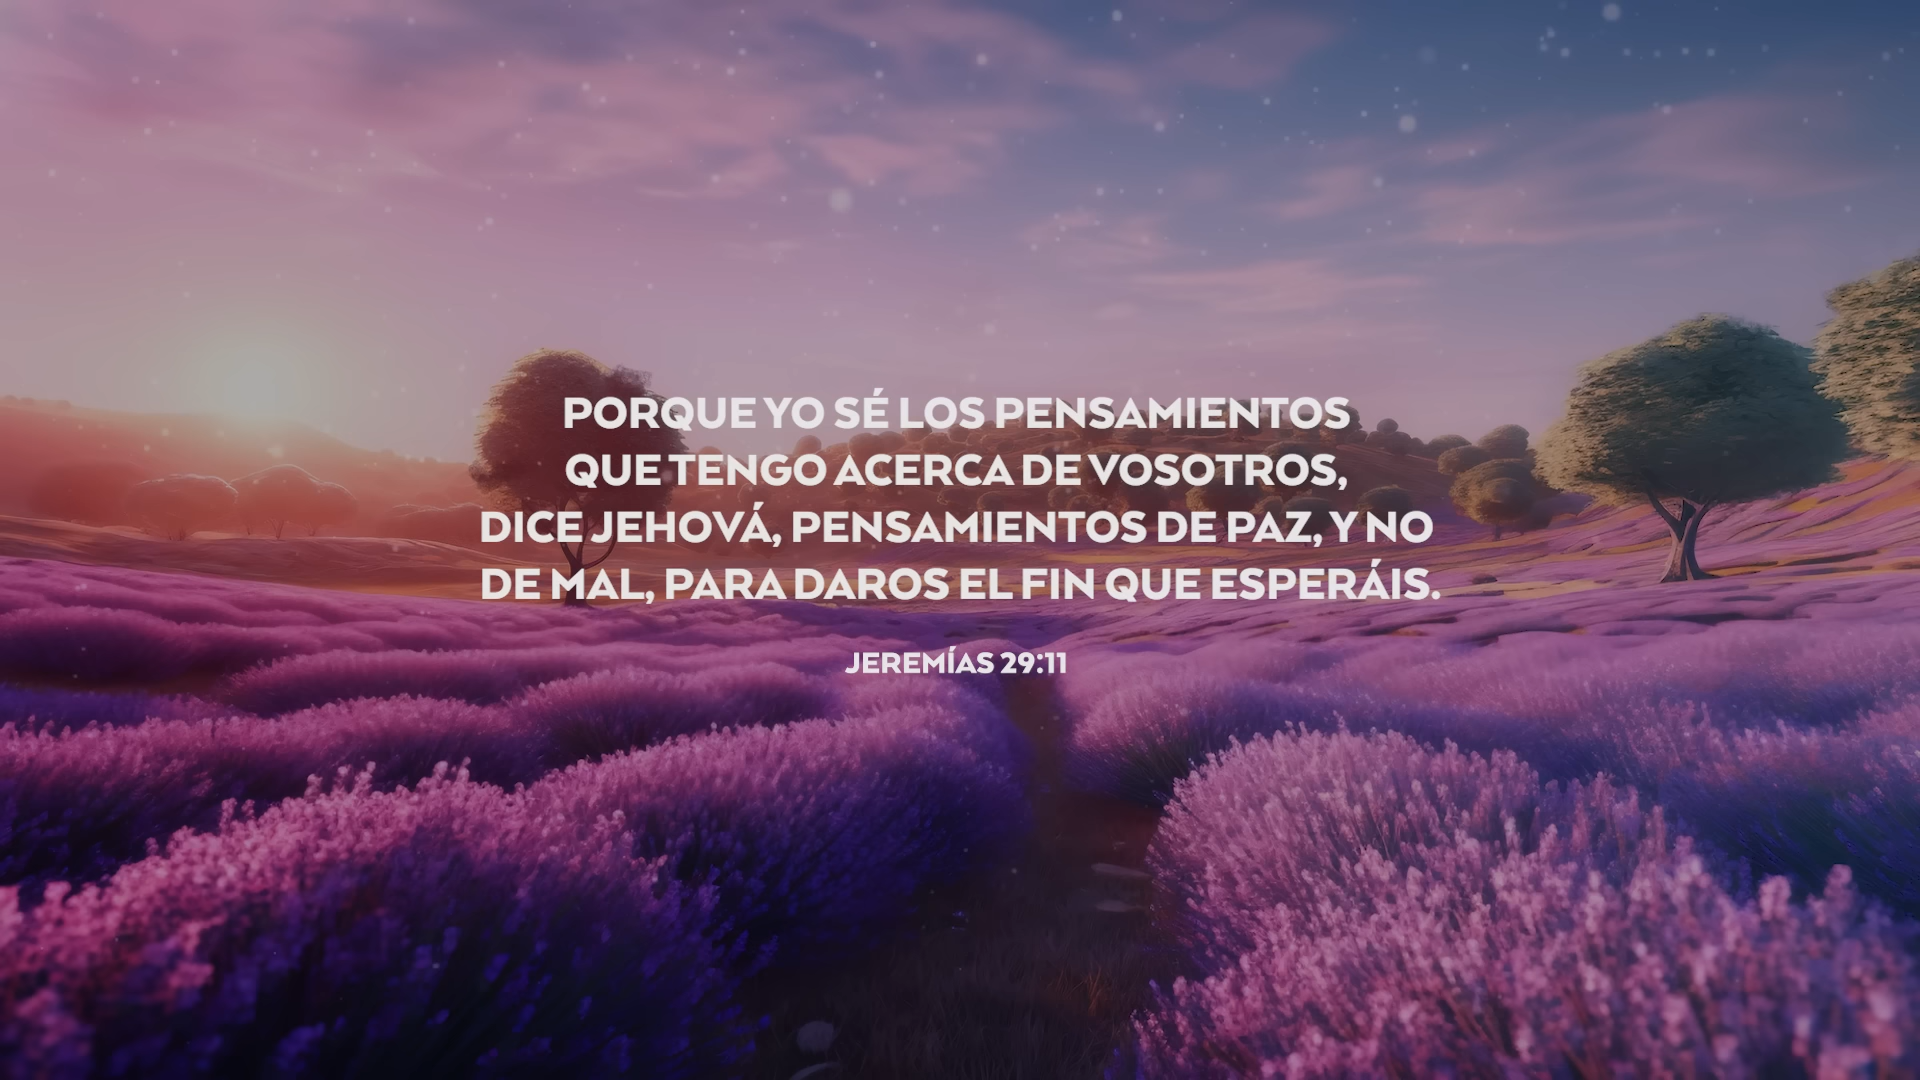 PORQUE YO SÉ LOS PENSAMIENTOS
QUE TENGO ACERCA DE VOSOTROS,
DICE JEHOVÁ, PENSAMIENTOS DE PAZ, Y NO
DE MAL, PARA DAROS EL FIN QUE ESPERÁIS.
JEREMÍAS 29:11